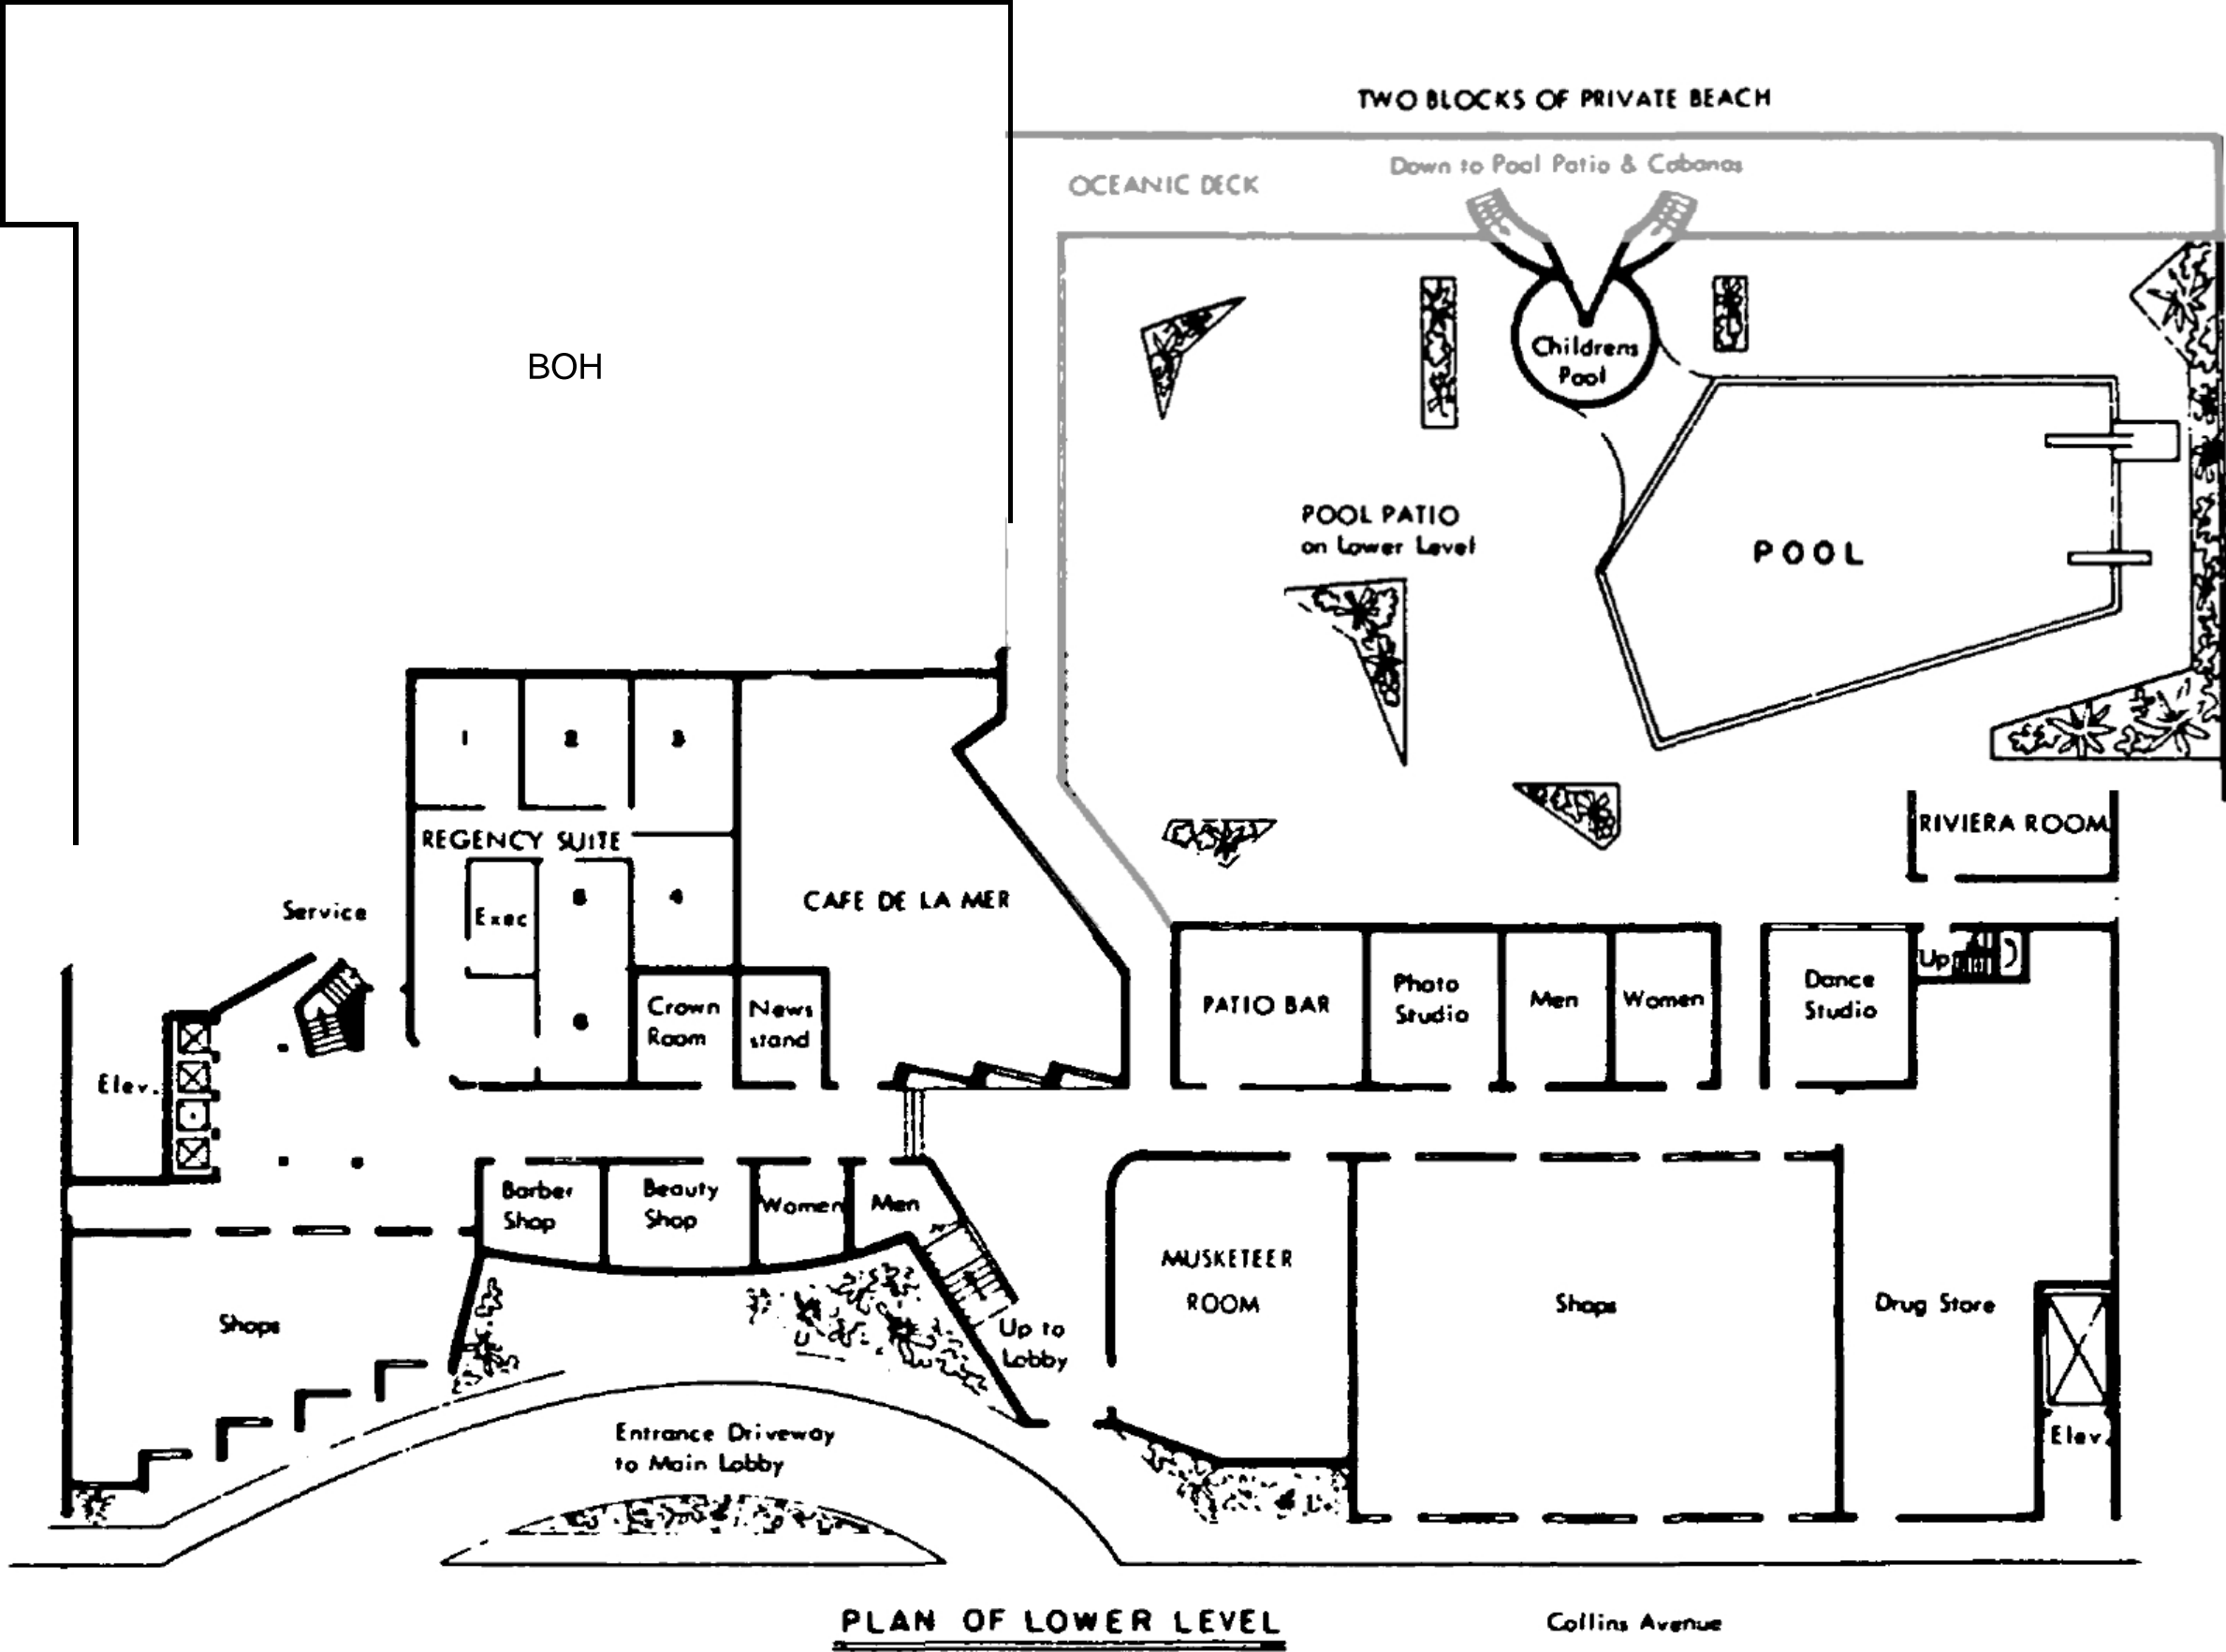 TWO BLOCKS OF PRIVATE BEACH
Down to Pool Patio & Cabanas
OCEANIC DECK
BOH
Childrens
Pool
POOL PATIO
on Lower Level
POOL
1
2
3
REGENCY SUITE
RIVIERA ROOM
4
5
Exec
6
CAFE DE LA MER
Service
Crown
Room
News
stand
PATIO BAR
Photo
Studio
Men
Women
Dance
Studio
Up
Elev.
Barber
Shop
Beauty
Shop
Women
Men
MUSKETEER
ROOM
Shops
Drug Store
Shops
Up to
Lobby
Elev.
Entrance Driveway
to Main Lobby
PLAN OF LOWER LEVEL
Collins Avenue